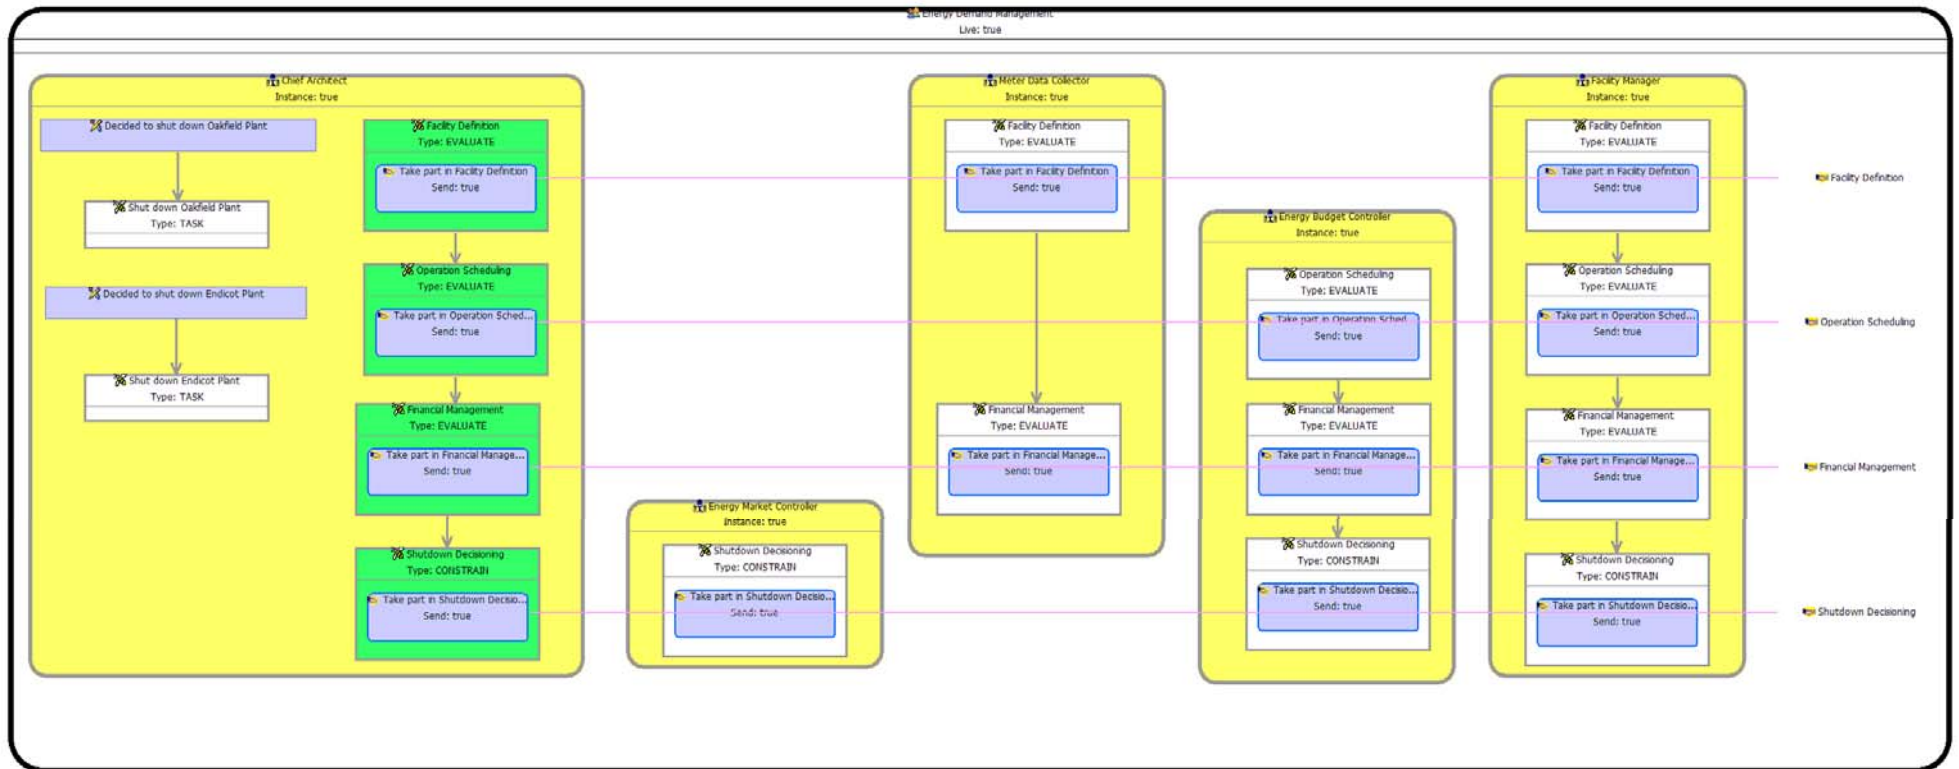 Energy Demand Management
Live: true
Chief Architect
Instance: true
Decided to shut down Oakfield Plant
Shut down Oakfield Plant
Type: TASK
Decided to shut down Endicot Plant
Shut down Endicot Plant
Type: TASK
Facility Definition
Type: EVALUATE
Take part in Facility Definition
Send: true
Operation Scheduling
Type: EVALUATE
Take part in Operation Sched...
Send: true
Financial Management
Type: EVALUATE
Take part in Financial Manage...
Send: true
Shutdown Decisioning
Type: CONSTRAIN
Take part in Shutdown Decisio...
Send: true
Energy Market Controller
Instance: true
Shutdown Decisioning
Type: CONSTRAIN
Take part in Shutdown Decisio...
Send: true
Meter Data Collector
Instance: true
Facility Definition
Type: EVALUATE
Take part in Facility Definition
Send: true
Financial Management
Type: EVALUATE
Take part in Financial Manage...
Send: true
Energy Budget Controller
Instance: true
Operation Scheduling
Type: EVALUATE
Take part in Operation Sched...
Send: true
Financial Management
Type: EVALUATE
Take part in Financial Manage...
Send: true
Shutdown Decisioning
Type: CONSTRAIN
Take part in Shutdown Decisio...
Send: true
Facility Manager
Instance: true
Facility Definition
Type: EVALUATE
Take part in Facility Definition
Send: true
Operation Scheduling
Type: EVALUATE
Take part in Operation Sched...
Send: true
Financial Management
Type: EVALUATE
Take part in Financial Manage...
Send: true
Shutdown Decisioning
Type: CONSTRAIN
Take part in Shutdown Decisio...
Send: true
Facility Definition
Operation Scheduling
Financial Management
Shutdown Decisioning